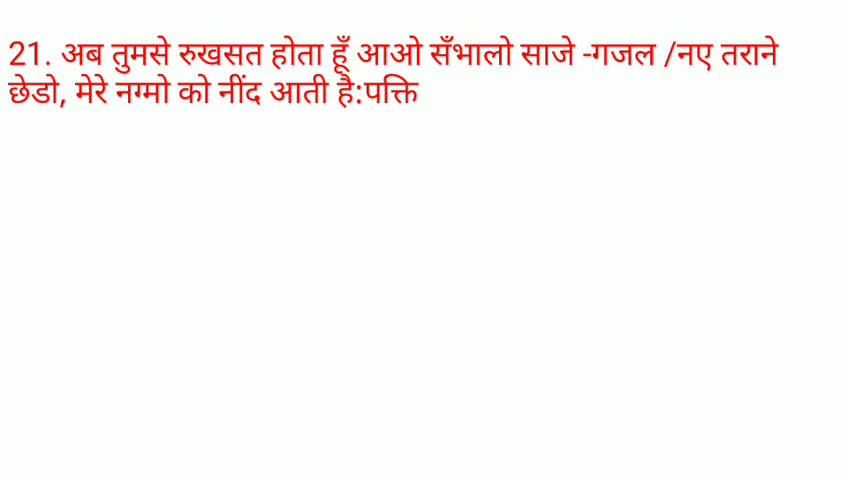 21. अब तुमसे रुखसत होता हूँ आओ सँभालो साजे -गजल /नए तराने
छेडो, मेरे नग्मो को नींद आती है:पक्ति